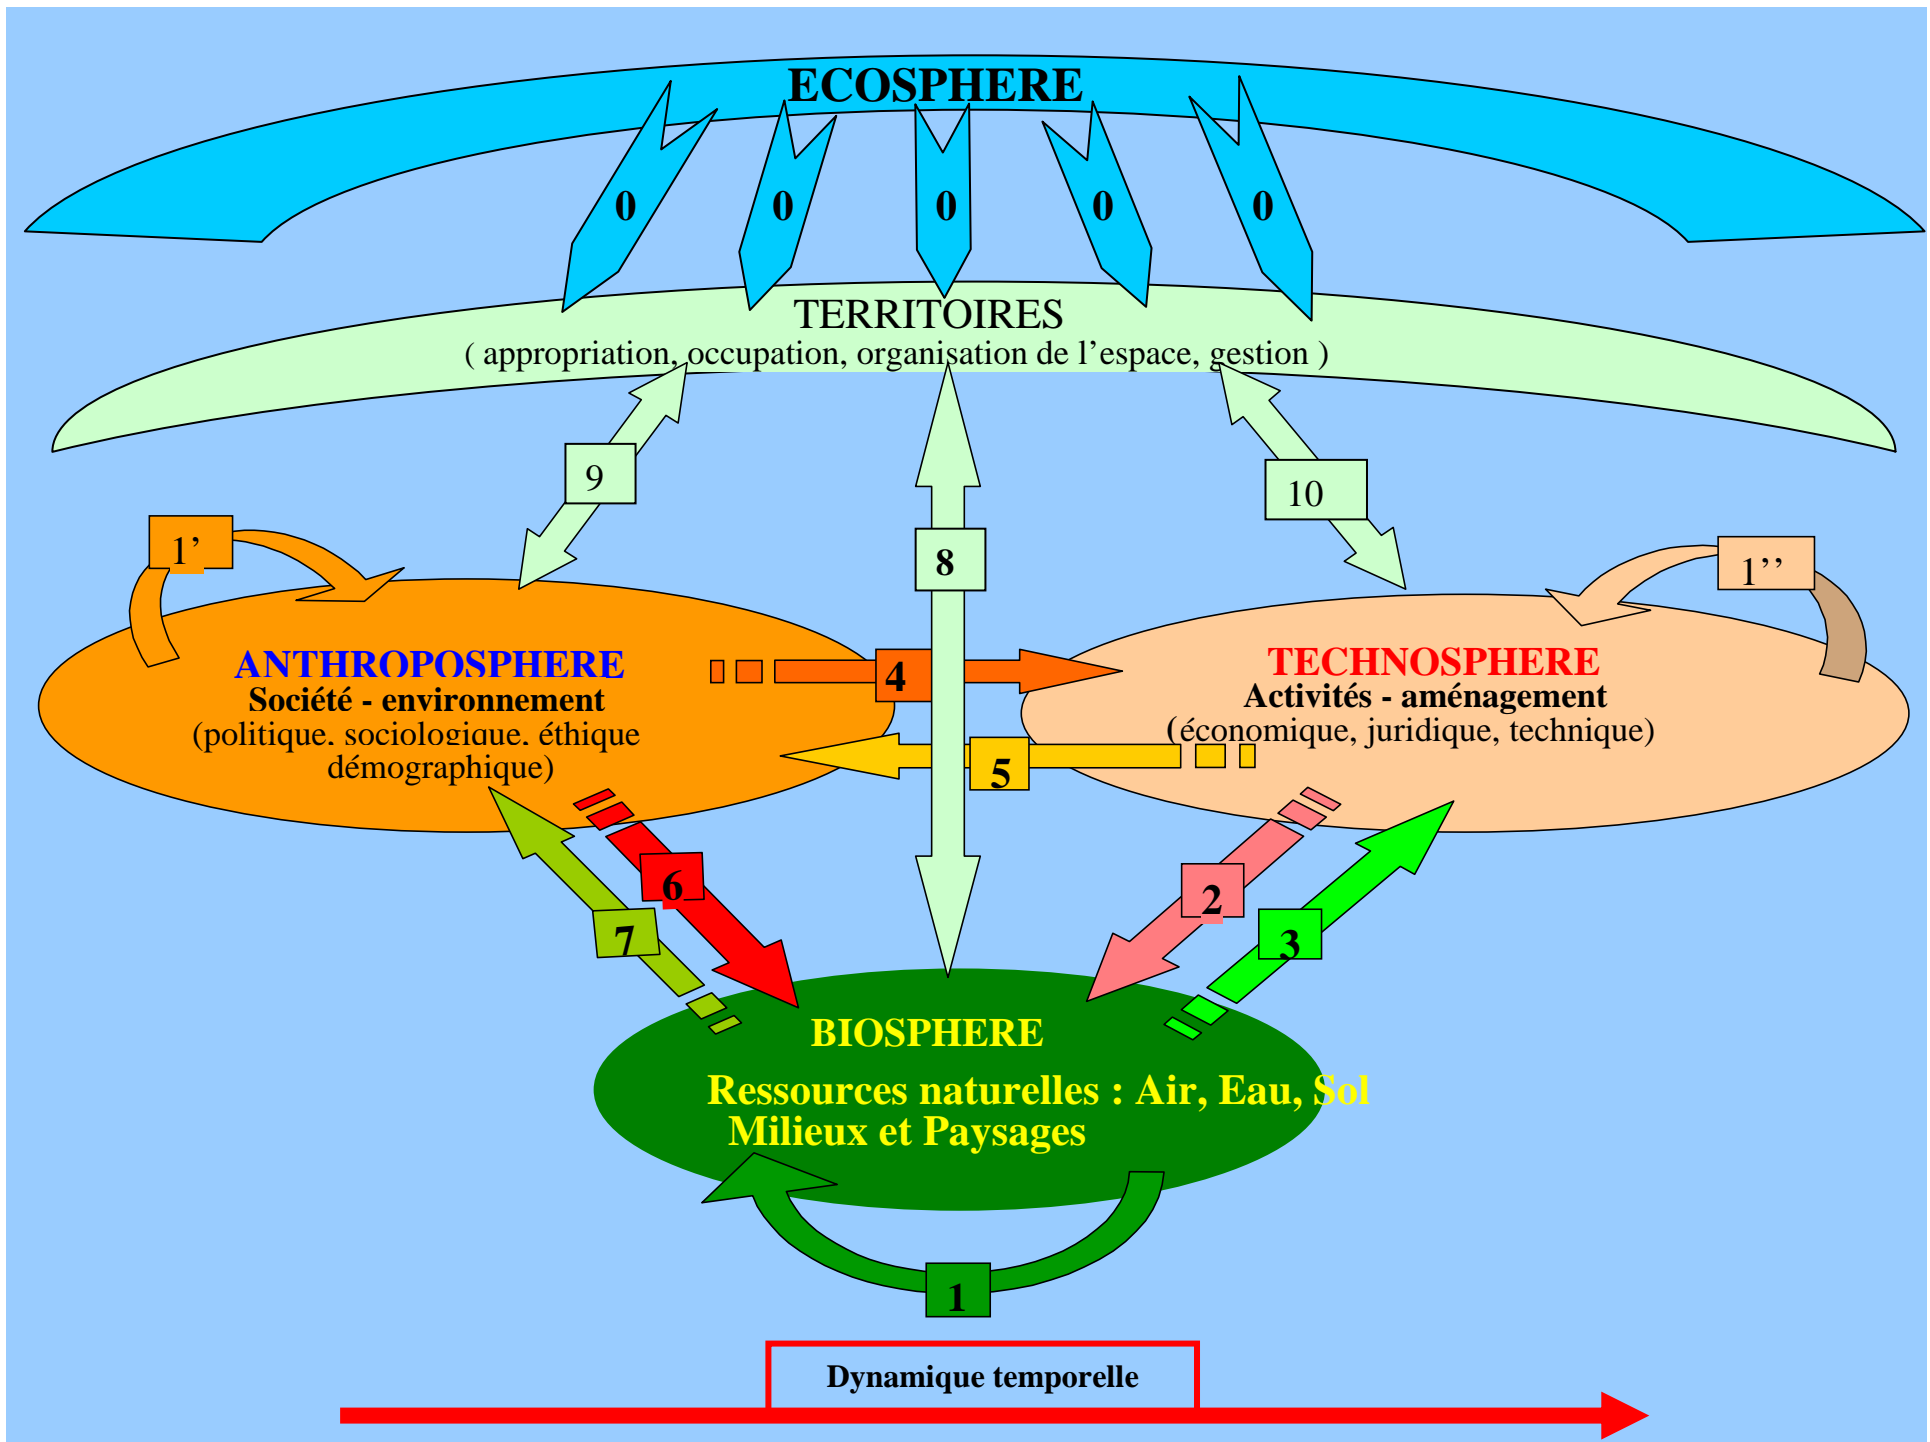 ECOSPHERE
0 0 0 0 0
TERRITOIRES
( appropriation, occupation, organisation de l’espace, gestion )
9
10
8
1’
1’’
ANTHROPOSPHERE
Société - environnement
(politique, sociologique, éthique
démographique)
4
TECHNOSPHERE
Activités - aménagement
(économique, juridique, technique)
5
6
7
2
3
BIOSPHERE
Ressources naturelles : Air, Eau, Sol
Milieux et Paysages
1
Dynamique temporelle